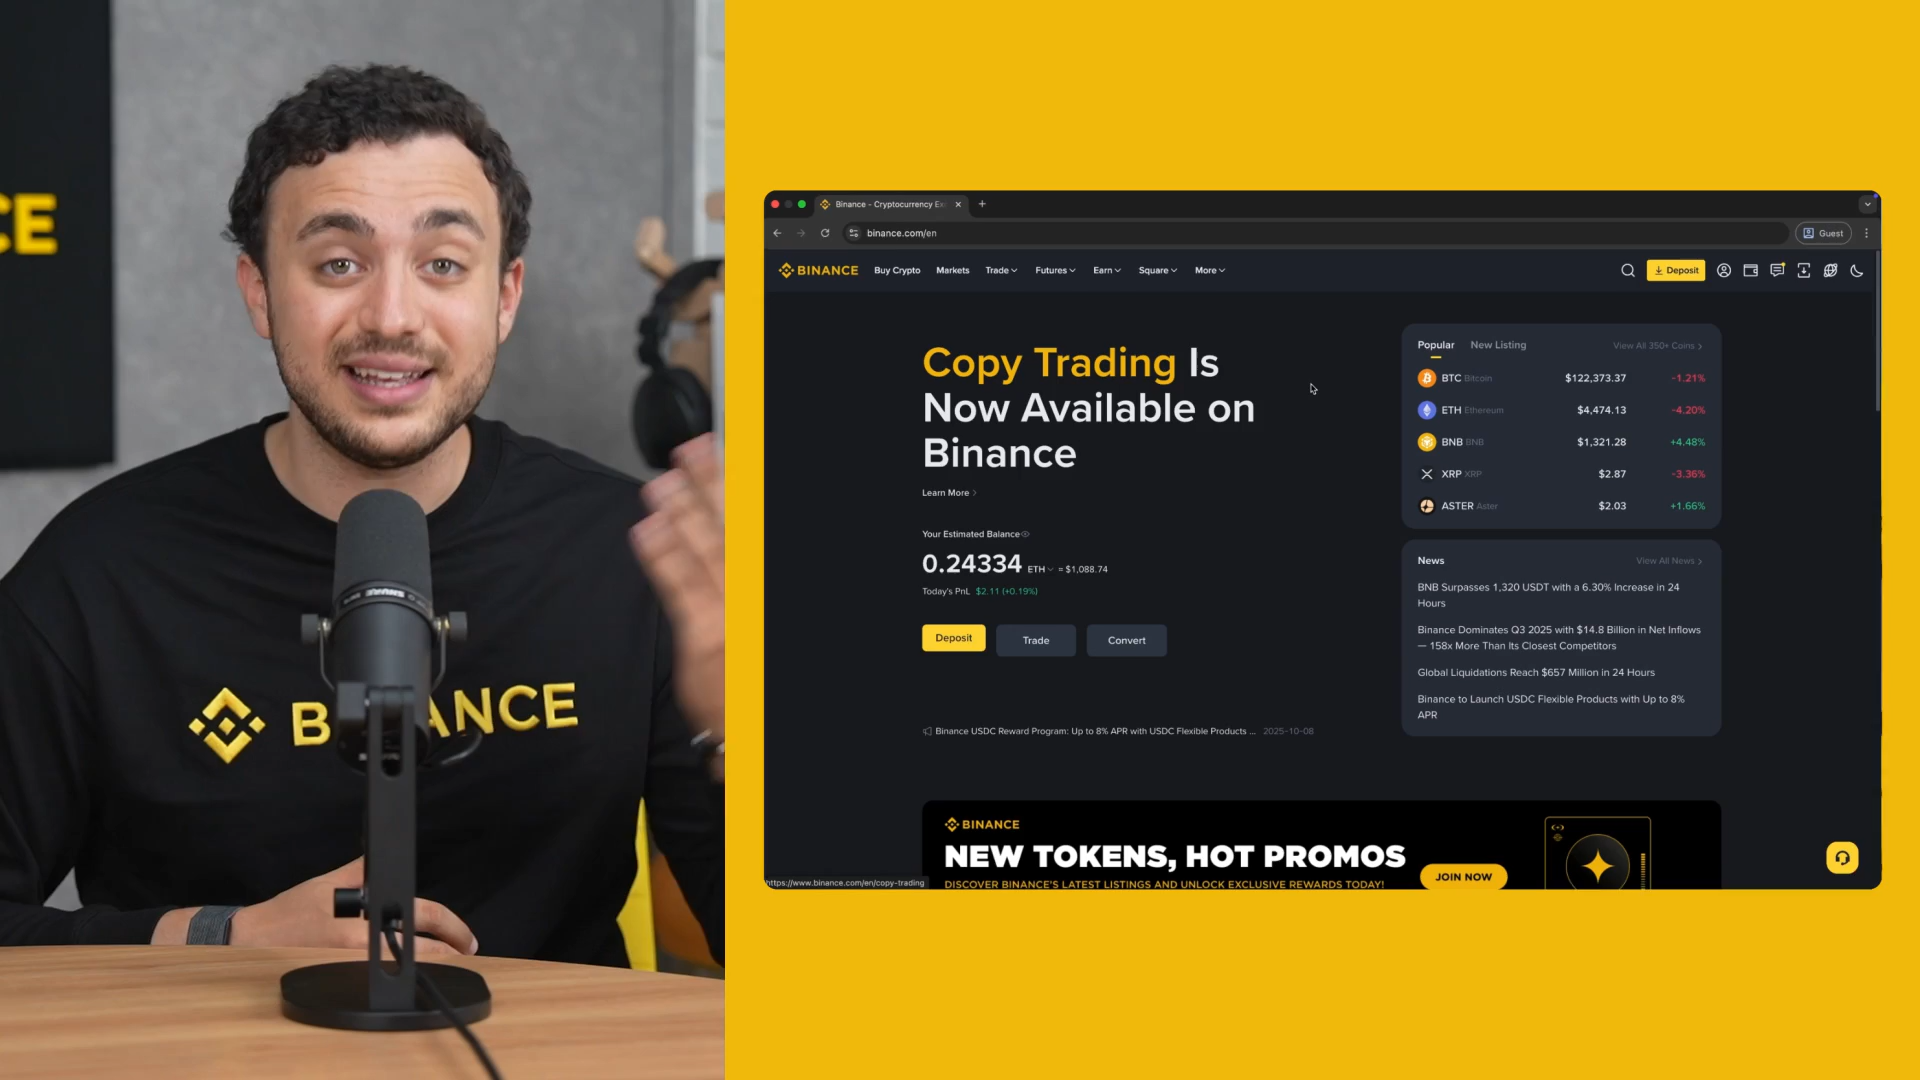 CE
BINANCE
SHURE
Binance - Cryptocurrency Ex
binance.com/en
Guest
BINANCE
Buy Crypto
Markets
Trade
Futures
Earn
Square
More
Deposit
Copy Trading Is
Now Available on
Binance
Learn More
Your Estimated Balance
0.24334 ETH ≈ $1,088.74
Today's PnL $2.11 (+0.19%)
Deposit
Trade
Convert
Binance USDC Reward Program: Up to 8% APR with USDC Flexible Products ... 2025-10-08
Popular
New Listing
View All 350+ Coins
BTC Bitcoin $122,373.37 -1.21%
ETH Ethereum $4,474.13 -4.20%
BNB BNB $1,321.28 +4.48%
XRP XRP $2.87 -3.36%
ASTER Aster $2.03 +1.66%
News
View All News
BNB Surpasses 1,320 USDT with a 6.30% Increase in 24
Hours
Binance Dominates Q3 2025 with $14.8 Billion in Net Inflows
— 158x More Than Its Closest Competitors
Global Liquidations Reach $657 Million in 24 Hours
Binance to Launch USDC Flexible Products with Up to 8%
APR
BINANCE
NEW TOKENS, HOT PROMOS
DISCOVER BINANCE'S LATEST LISTINGS AND UNLOCK EXCLUSIVE REWARDS TODAY!
JOIN NOW
https://www.binance.com/en/copy-trading